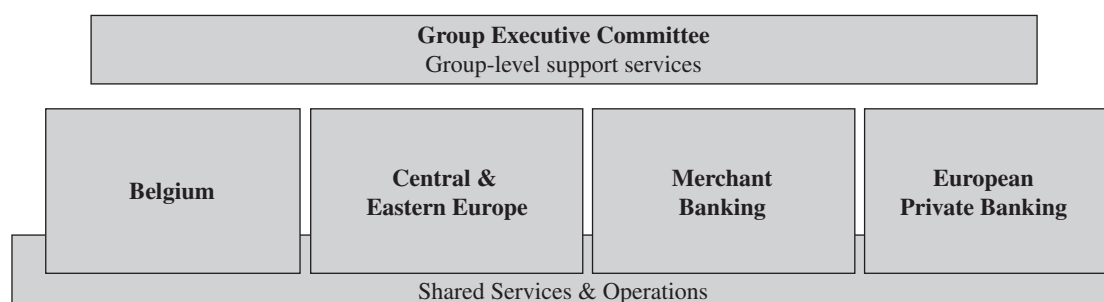 Group Executive Committee
Group-level support services
Belgium
Central &
Eastern Europe
Merchant
Banking
European
Private Banking
Shared Services & Operations